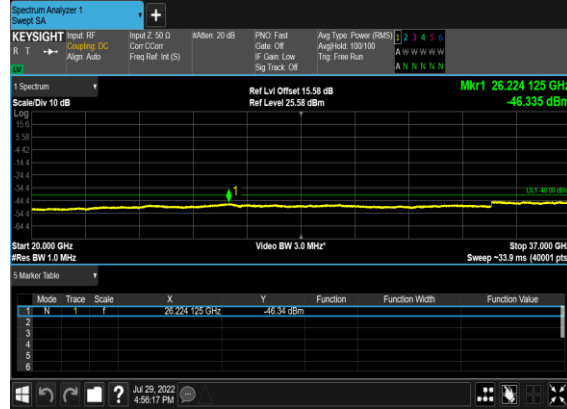 Spectrum Analyzer 1
Swept SA
+
KEYSIGHT Input: RF Input Z: 50 Ω #Atten: 20 dB PNO: Fast Avg Type: Power (RMS) 1 2 3 4 5 6
R T Coupling: DC Corr CCorr Gate: Off Avg|Hold: 100/100 A W W W W W
Align: Auto Freq Ref: Int (S) IF Gain: Low Trig: Free Run
Sig Track: Off A N N N N N
1 Spectrum Ref Lvl Offset 15.58 dB Mkr1 26.224 125 GHz
Scale/Div 10 dB Ref Level 25.58 dBm -46.335 dBm
Log
15.6
5.58
-4.42
-14.4
-24.4
-34.4 1 DL1 -40.00 dBm
-44.4
-54.4
-64.4
Start 20.000 GHz Video BW 3.0 MHz* Stop 37.000 GHz
#Res BW 1.0 MHz Sweep ~33.9 ms (40001 pts)
5 Marker Table
Mode Trace Scale X Y Function Function Width Function Value
1 N 1 f 26.224 125 GHz -46.34 dBm
2
3
4
5
6
? Jul 29, 2022
4:56:17 PM